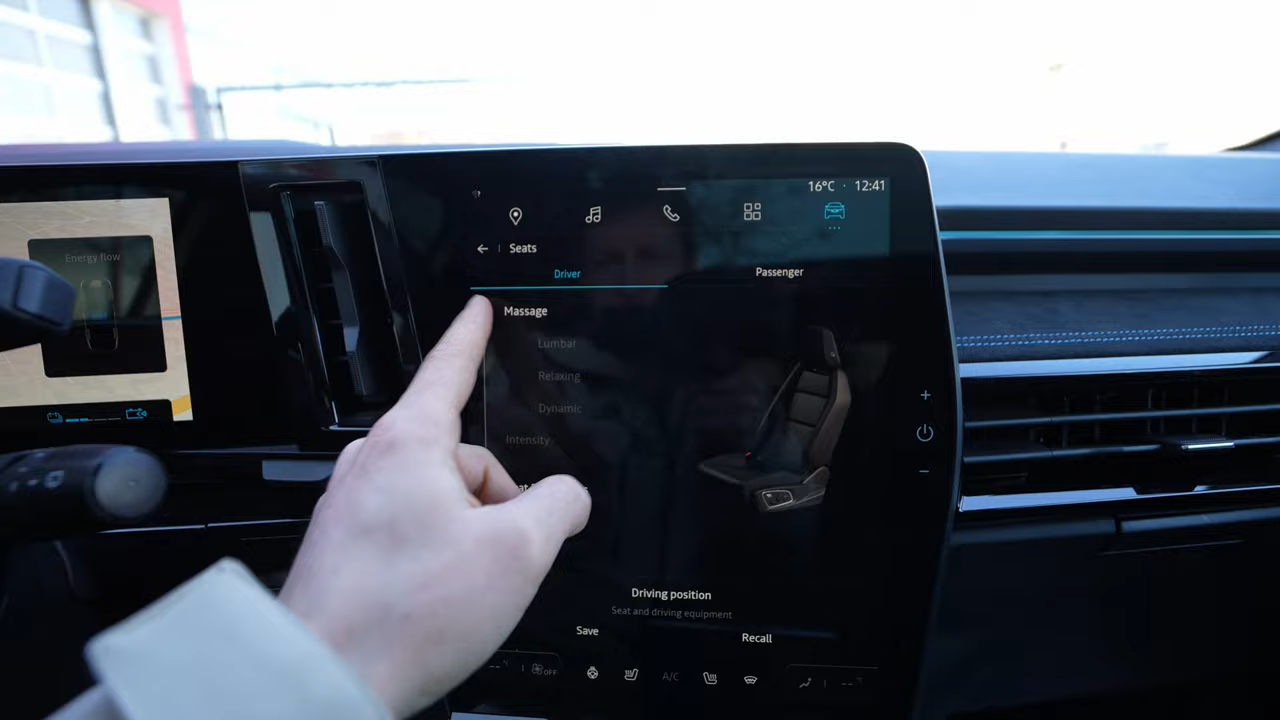 16°C · 12:41
Energy flow
Seats
Driver
Passenger
Massage
Lumbar
Relaxing
Dynamic
Intensity
Driving position
Seat and driving equipment
Save
Recall
-- OFF
A/C
--